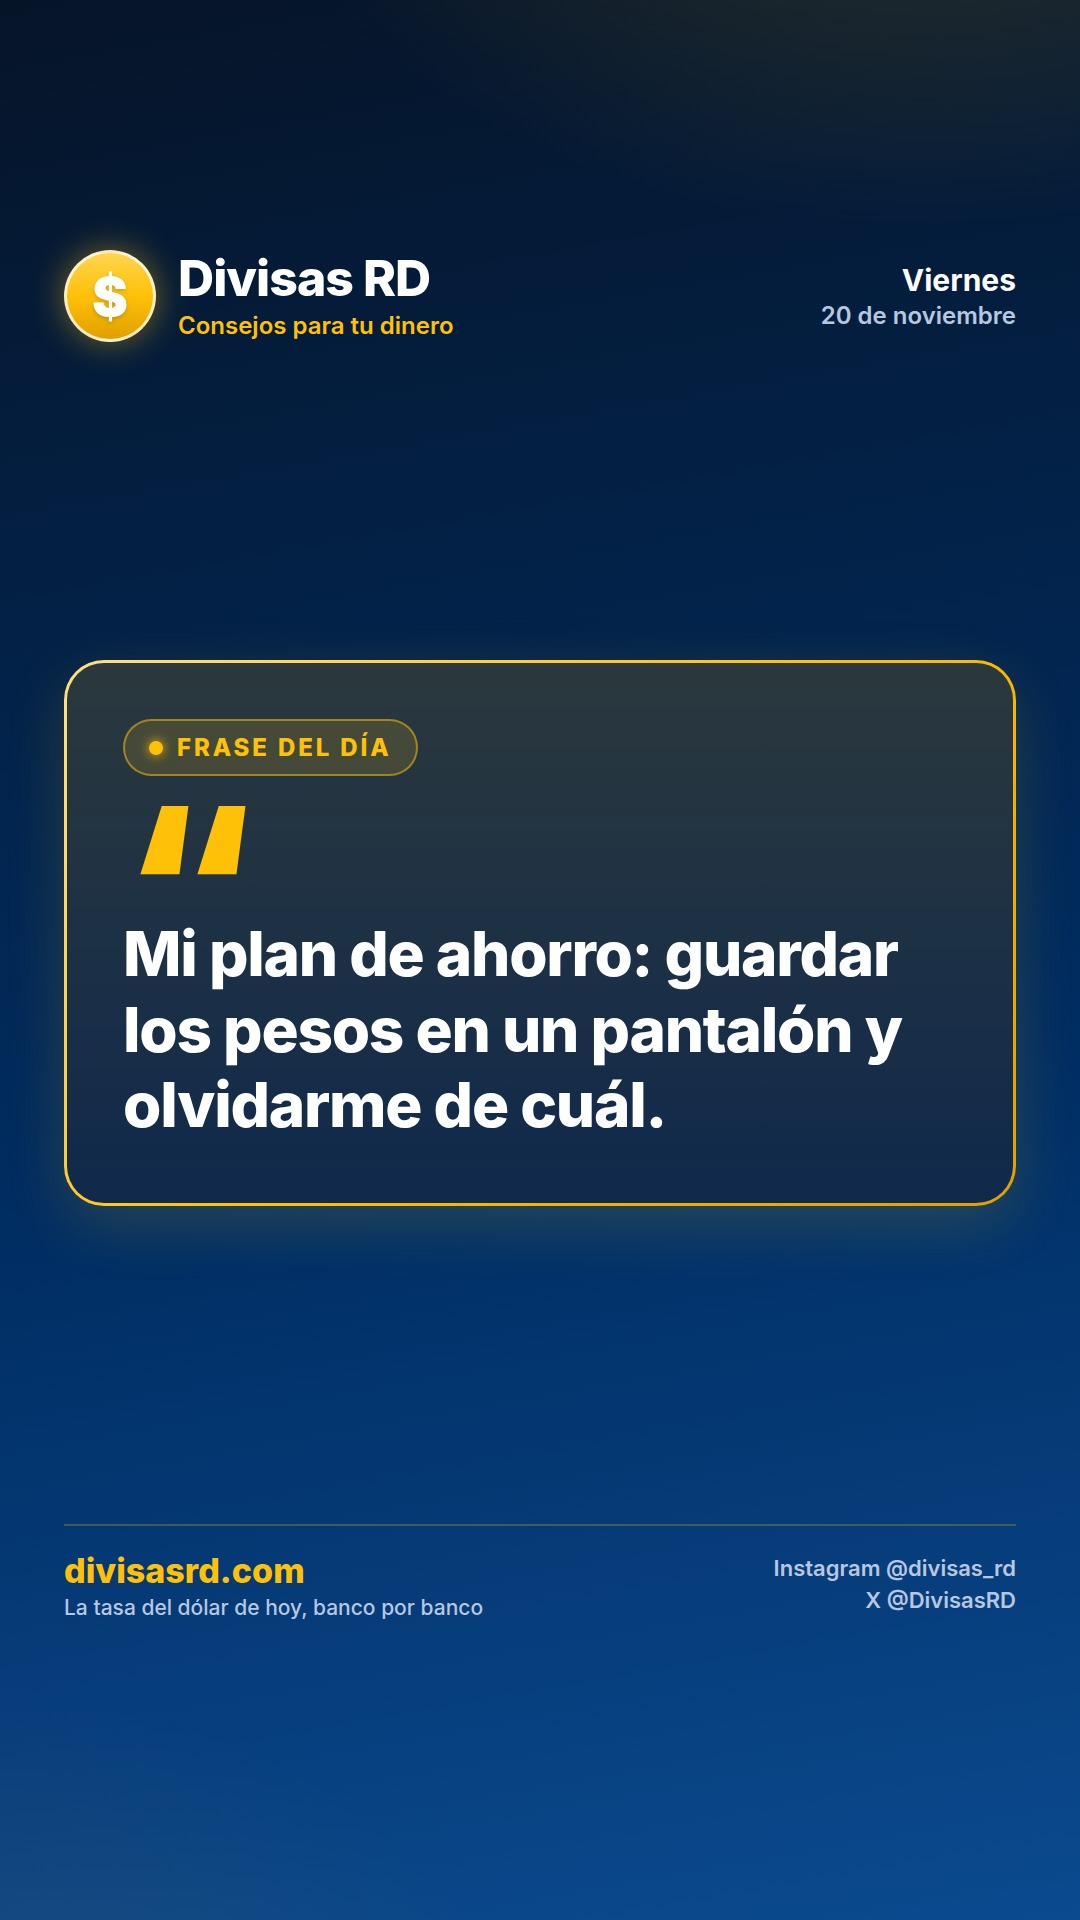 $
Divisas RD
Consejos para tu dinero
Viernes
20 de noviembre
FRASE DEL DÍA
"
Mi plan de ahorro: guardar
los pesos en un pantalón y
olvidarme de cuál.
divisasrd.com
La tasa del dólar de hoy, banco por banco
Instagram @divisas_rd
X @DivisasRD